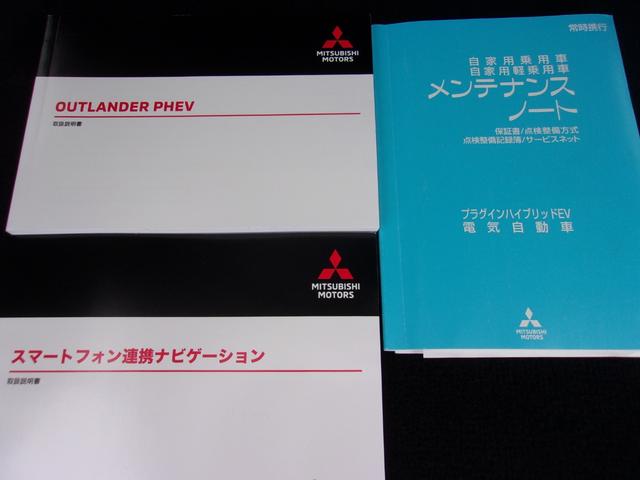 MITSUBISHI
MOTORS
OUTLANDER PHEV
取扱説明書
MITSUBISHI
MOTORS
スマートフォン連携ナビゲーション
取扱説明書
常時携行
自家用乗用車
自家用軽乗用車
メンテナンス
ノート
保証書/点検整備方式
点検整備記録簿/サービスネット
プラグインハイブリッドEV
電気自動車
MITSUBISHI
MOTORS